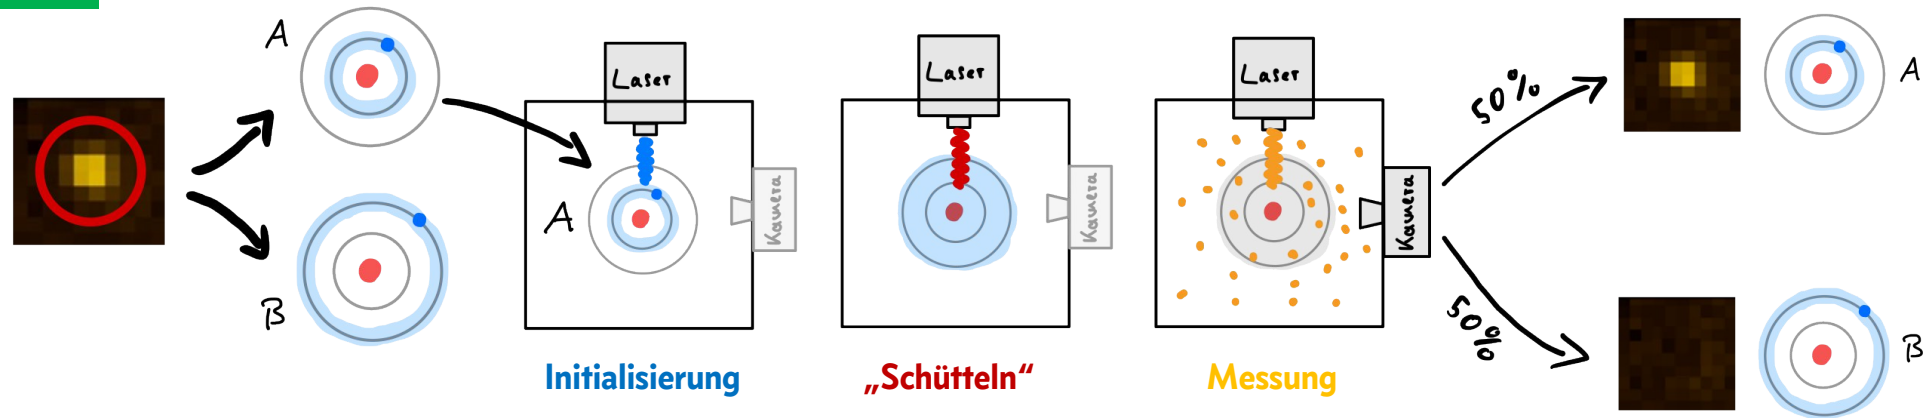 A
B
Laser
A
Kamera
Initialisierung
Laser
Kamera
„Schütteln“
Laser
Kamera
Messung
50%
50%
A
B